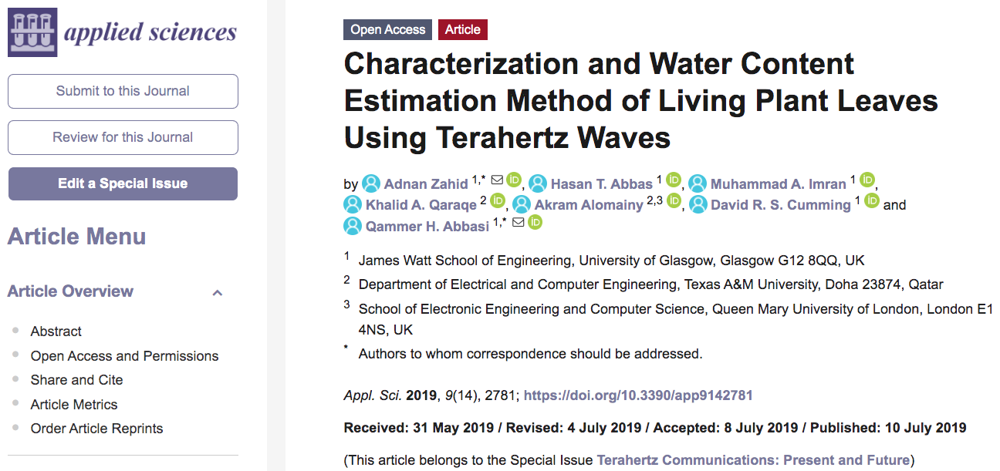 applied sciences
Submit to this Journal
Review for this Journal
Edit a Special Issue
Article Menu
Article Overview
Abstract
Open Access and Permissions
Share and Cite
Article Metrics
Order Article Reprints
Open Access Article
Characterization and Water Content
Estimation Method of Living Plant Leaves
Using Terahertz Waves
by Adnan Zahid 1,* iD, Hasan T. Abbas 1 iD, Muhammad A. Imran 1 iD,
Khalid A. Qaraqe 2 iD, Akram Alomainy 2,3 iD, David R. S. Cumming 1 iD and
Qammer H. Abbasi 1,* iD
1 James Watt School of Engineering, University of Glasgow, Glasgow G12 8QQ, UK
2 Department of Electrical and Computer Engineering, Texas A&M University, Doha 23874, Qatar
3 School of Electronic Engineering and Computer Science, Queen Mary University of London, London E1
4NS, UK
* Authors to whom correspondence should be addressed.
Appl. Sci. 2019, 9(14), 2781; https://doi.org/10.3390/app9142781
Received: 31 May 2019 / Revised: 4 July 2019 / Accepted: 8 July 2019 / Published: 10 July 2019
(This article belongs to the Special Issue Terahertz Communications: Present and Future)